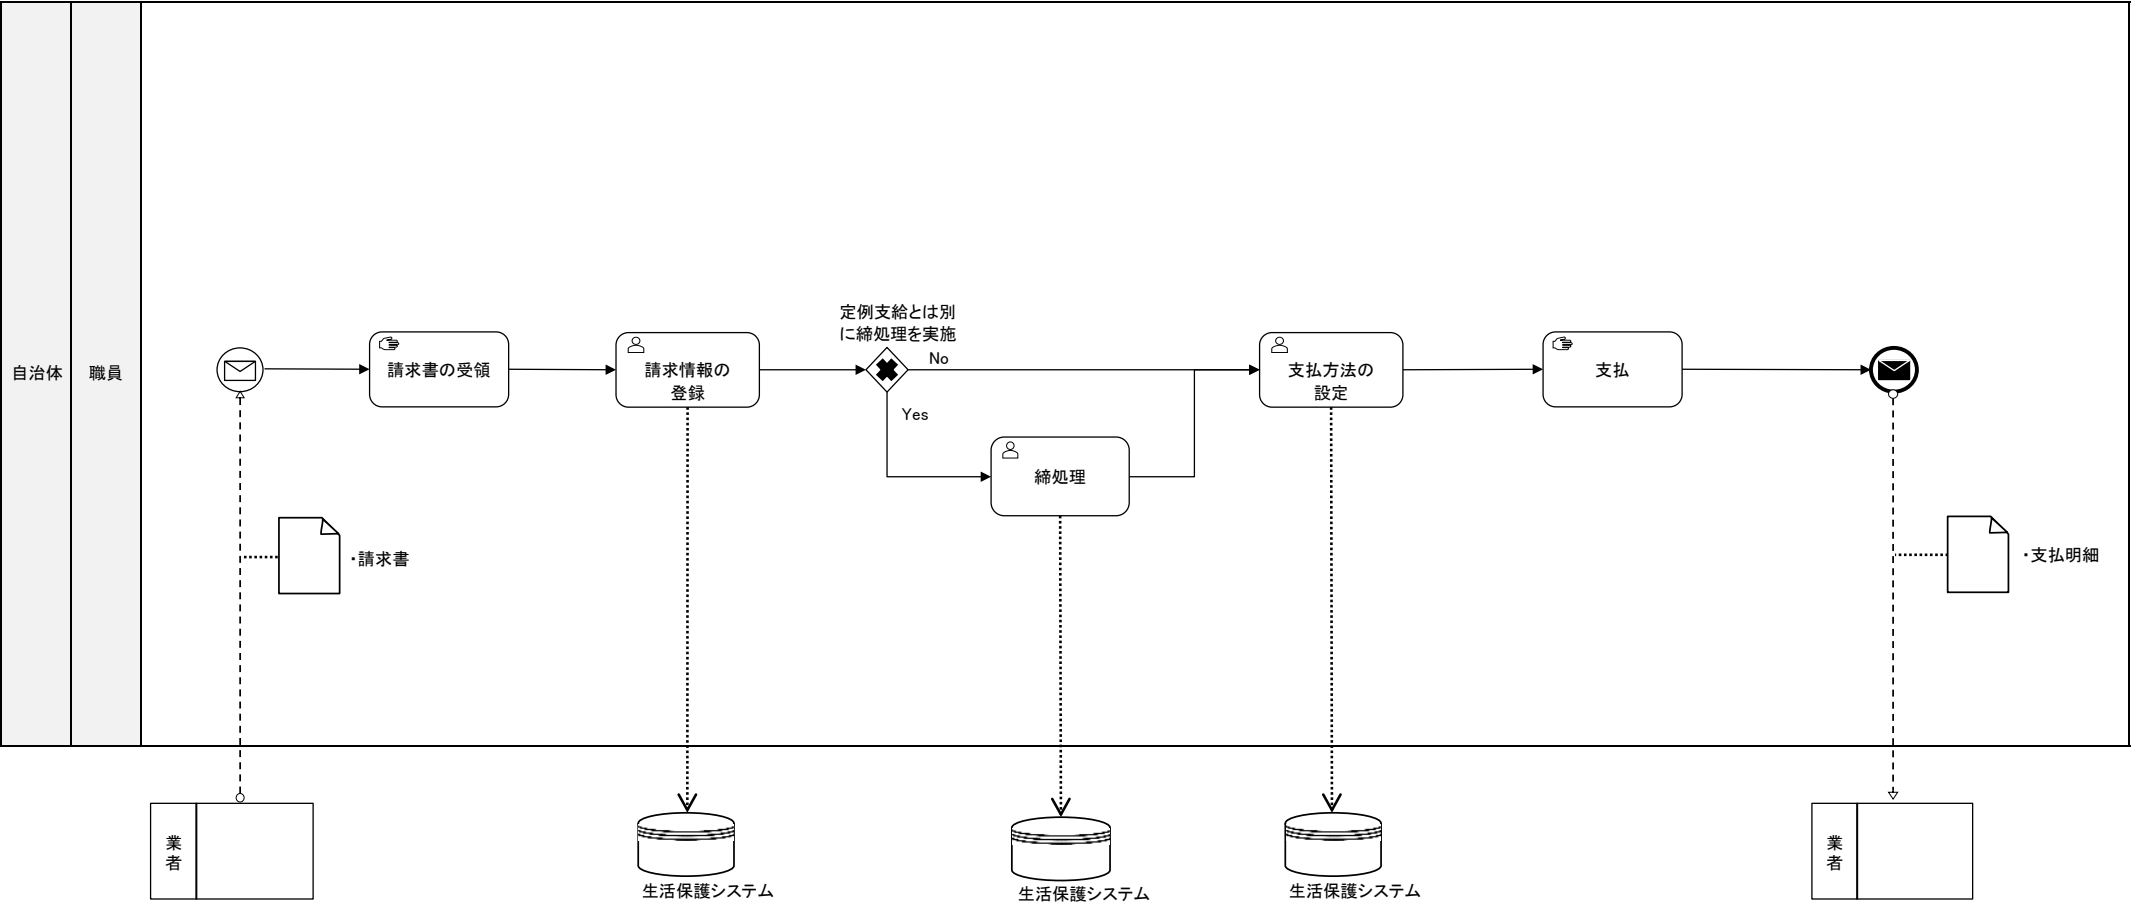 自治体
職員
請求書の受領
請求情報の
登録
定例支給とは別
に締処理を実施
No
Yes
締処理
支払方法の
設定
支払
・請求書
・支払明細
業
者
生活保護システム
生活保護システム
生活保護システム
業
者